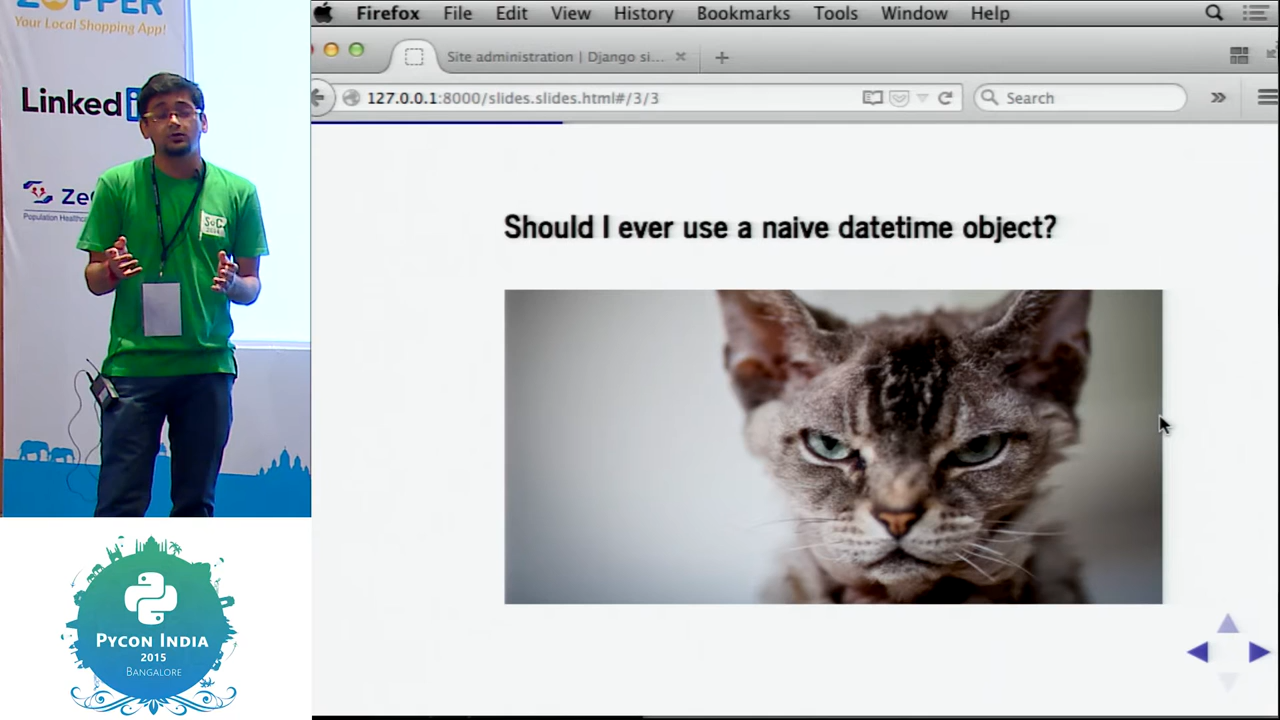 ZOPPER
Your Local Shopping App!
Linked
Ze
Population Healthcar
SoC
PYCON INDIA
2015
BANGALORE
Firefox File Edit View History Bookmarks Tools Window Help
Site administration | Django si...
127.0.0.1:8000/slides.slides.html#/3/3
Search
Should I ever use a naive datetime object?